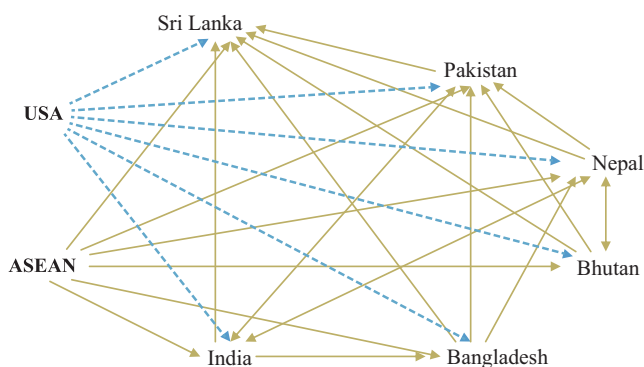 Sri Lanka
Pakistan
USA
Nepal
ASEAN
Bhutan
India
Bangladesh